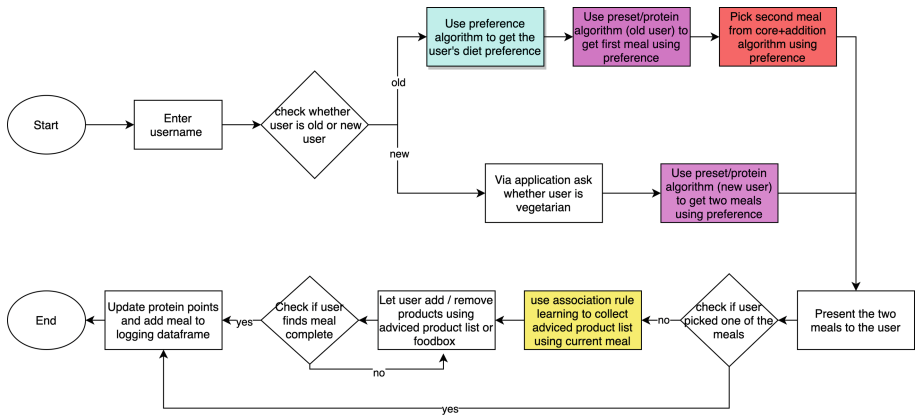 Start
Enter
username
check whether
user is old or new
user
old
Use preference
algorithm to get the
user's diet preference
Use preset/protein
algorithm (old user) to
get first meal using
preference
Pick second meal
from core+addition
algorithm using
preference
new
Via application ask
whether user is
vegetarian
Use preset/protein
algorithm (new user)
to get two meals
using preference
Present the two
meals to the user
check if user
picked one of the
meals
no
use association rule
learning to collect
adviced product list
using current meal
Let user add / remove
products using
adviced product list or
foodbox
Check if user
finds meal
complete
no
yes
Update protein points
and add meal to
logging dataframe
End
yes